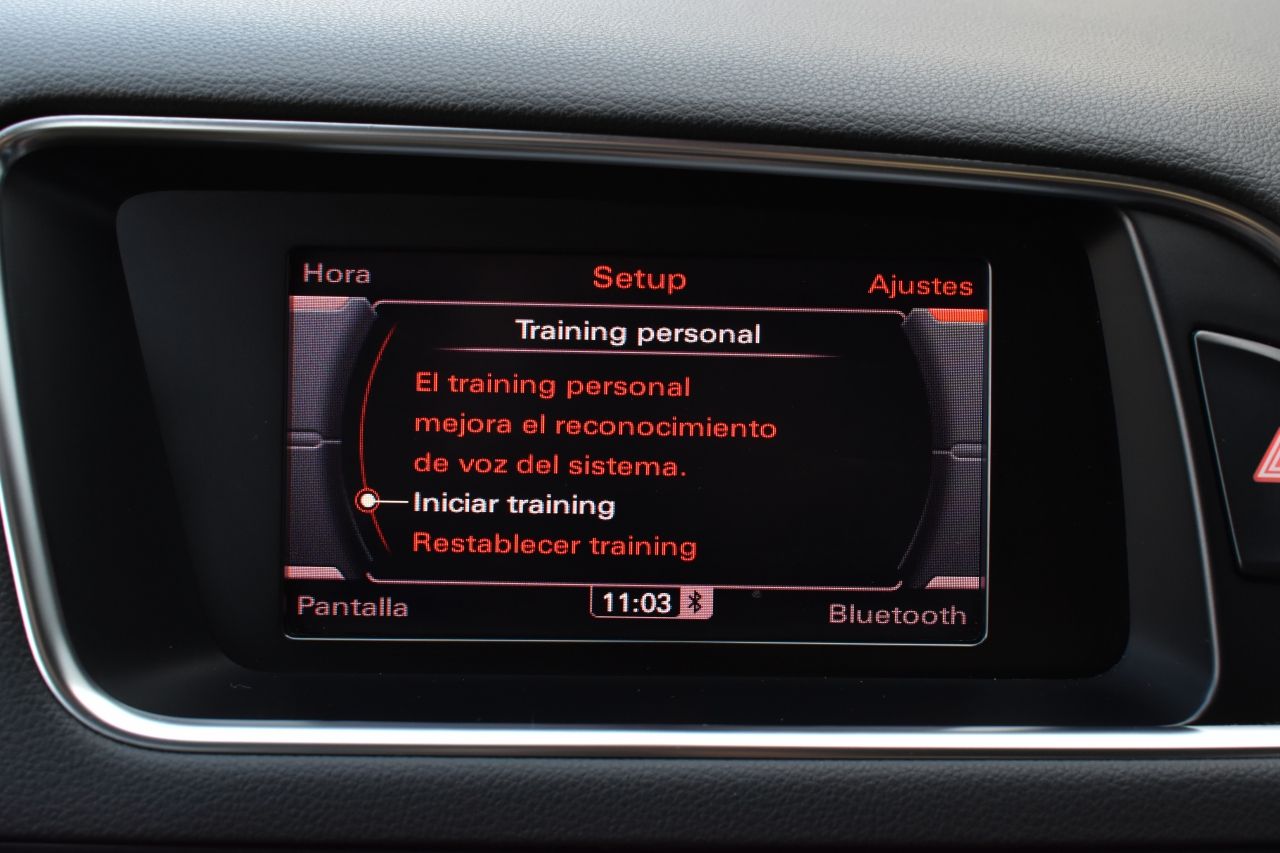 Hora
Setup
Ajustes
Training personal
El training personal
mejora el reconocimiento
de voz del sistema.
Iniciar training
Restablecer training
Pantalla
11:03
Bluetooth